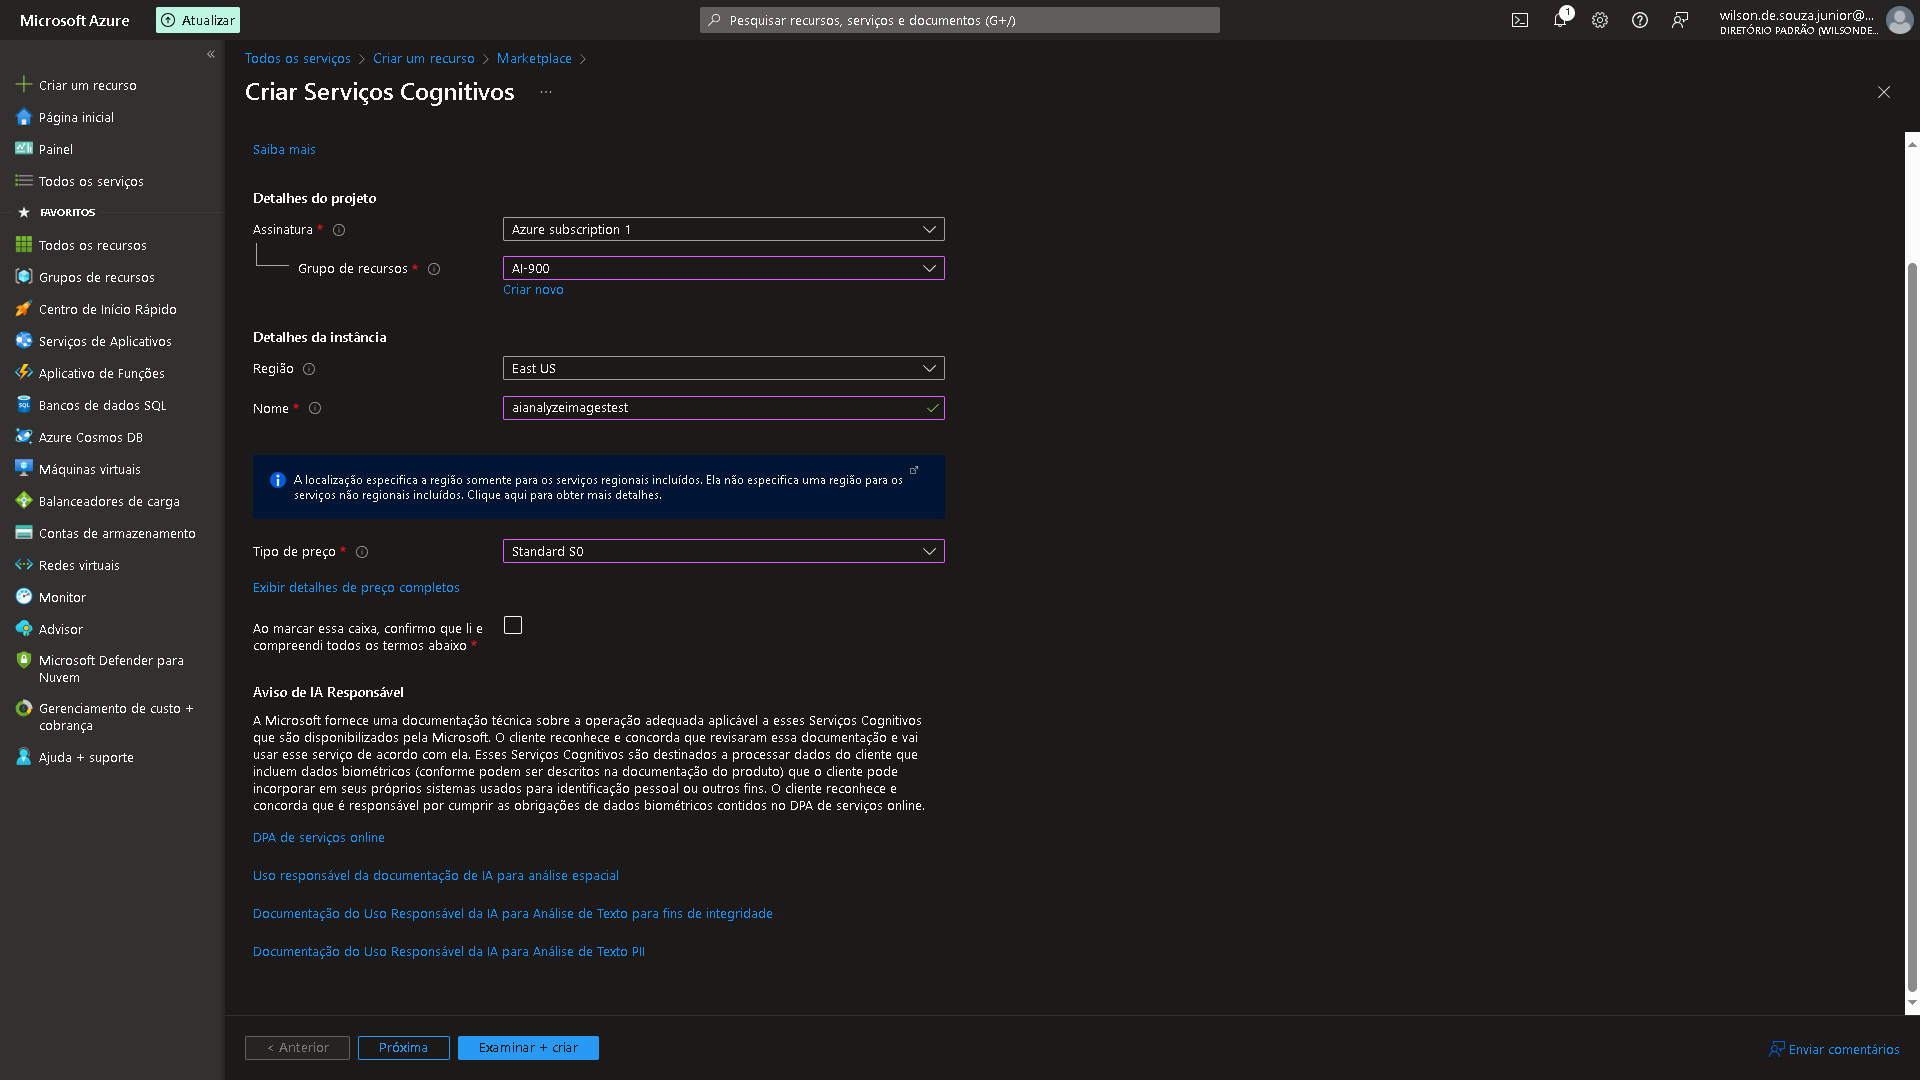 Microsoft Azure
Atualizar
Pesquisar recursos, serviços e documentos (G+/)
1
wilson.de.souza.junior@...
DIRETÓRIO PADRÃO (WILSONDE...
«
Criar um recurso
Página inicial
Painel
Todos os serviços
FAVORITOS
Todos os recursos
Grupos de recursos
Centro de Início Rápido
Serviços de Aplicativos
Aplicativo de Funções
Bancos de dados SQL
Azure Cosmos DB
Máquinas virtuais
Balanceadores de carga
Contas de armazenamento
Redes virtuais
Monitor
Advisor
Microsoft Defender para
Nuvem
Gerenciamento de custo +
cobrança
Ajuda + suporte
Todos os serviços > Criar um recurso > Marketplace >
Criar Serviços Cognitivos ...
Saiba mais
Detalhes do projeto
Assinatura *
Azure subscription 1
Grupo de recursos *
AI-900
Criar novo
Detalhes da instância
Região
East US
Nome *
aianalyzeimagestest
A localização especifica a região somente para os serviços regionais incluídos. Ela não especifica uma região para os
serviços não regionais incluídos. Clique aqui para obter mais detalhes.
Tipo de preço *
Standard S0
Exibir detalhes de preço completos
Ao marcar essa caixa, confirmo que li e
compreendi todos os termos abaixo *
Aviso de IA Responsável
A Microsoft fornece uma documentação técnica sobre a operação adequada aplicável a esses Serviços Cognitivos
que são disponibilizados pela Microsoft. O cliente reconhece e concorda que revisaram essa documentação e vai
usar esse serviço de acordo com ela. Esses Serviços Cognitivos são destinados a processar dados do cliente que
incluem dados biométricos (conforme podem ser descritos na documentação do produto) que o cliente pode
incorporar em seus próprios sistemas usados para identificação pessoal ou outros fins. O cliente reconhece e
concorda que é responsável por cumprir as obrigações de dados biométricos contidos no DPA de serviços online.
DPA de serviços online
Uso responsável da documentação de IA para análise espacial
Documentação do Uso Responsável da IA para Análise de Texto para fins de integridade
Documentação do Uso Responsável da IA para Análise de Texto PII
< Anterior
Próxima
Examinar + criar
Enviar comentários